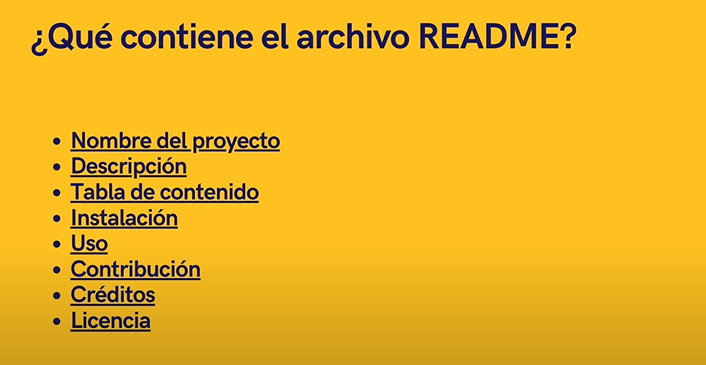 ¿Qué contiene el archivo README?
• Nombre del proyecto
• Descripción
• Tabla de contenido
• Instalación
• Uso
• Contribución
• Créditos
• Licencia